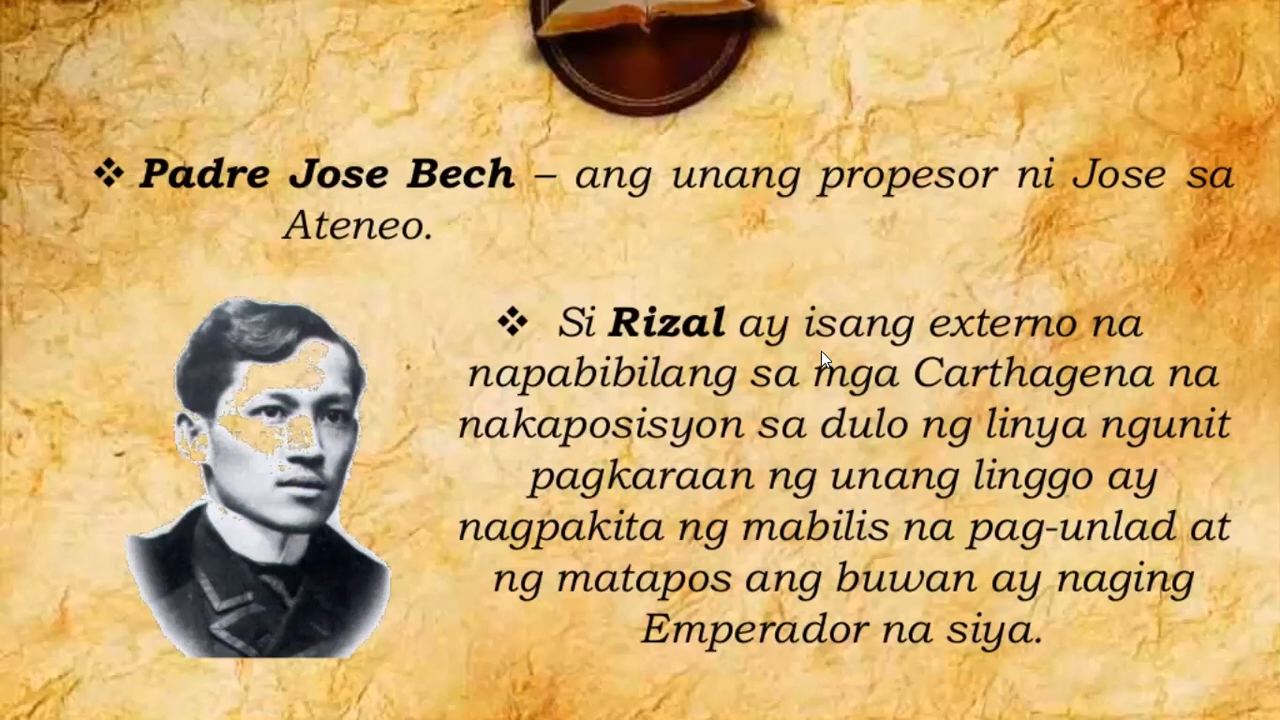 ❖ Padre Jose Bech – ang unang propesor ni Jose sa
Ateneo.
❖ Si Rizal ay isang externo na
napabibilang sa mga Carthagena na
nakaposisyon sa dulo ng linya ngunit
pagkaraan ng unang linggo ay
nagpakita ng mabilis na pag-unlad at
ng matapos ang buwan ay naging
Emperador na siya.